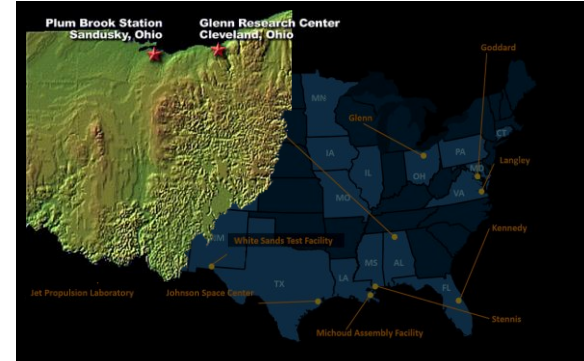 Plum Brook Station
Sandusky, Ohio
Glenn Research Center
Cleveland, Ohio
Goddard
MN
Glenn
CT
IA
IL
OH
PA
MD
Langley
MO
VA
NM
White Sands Test Facility
Kennedy
TX
LA
MS
AL
FL
Jet Propulsion Laboratory
Johnson Space Center
Stennis
Michoud Assembly Facility